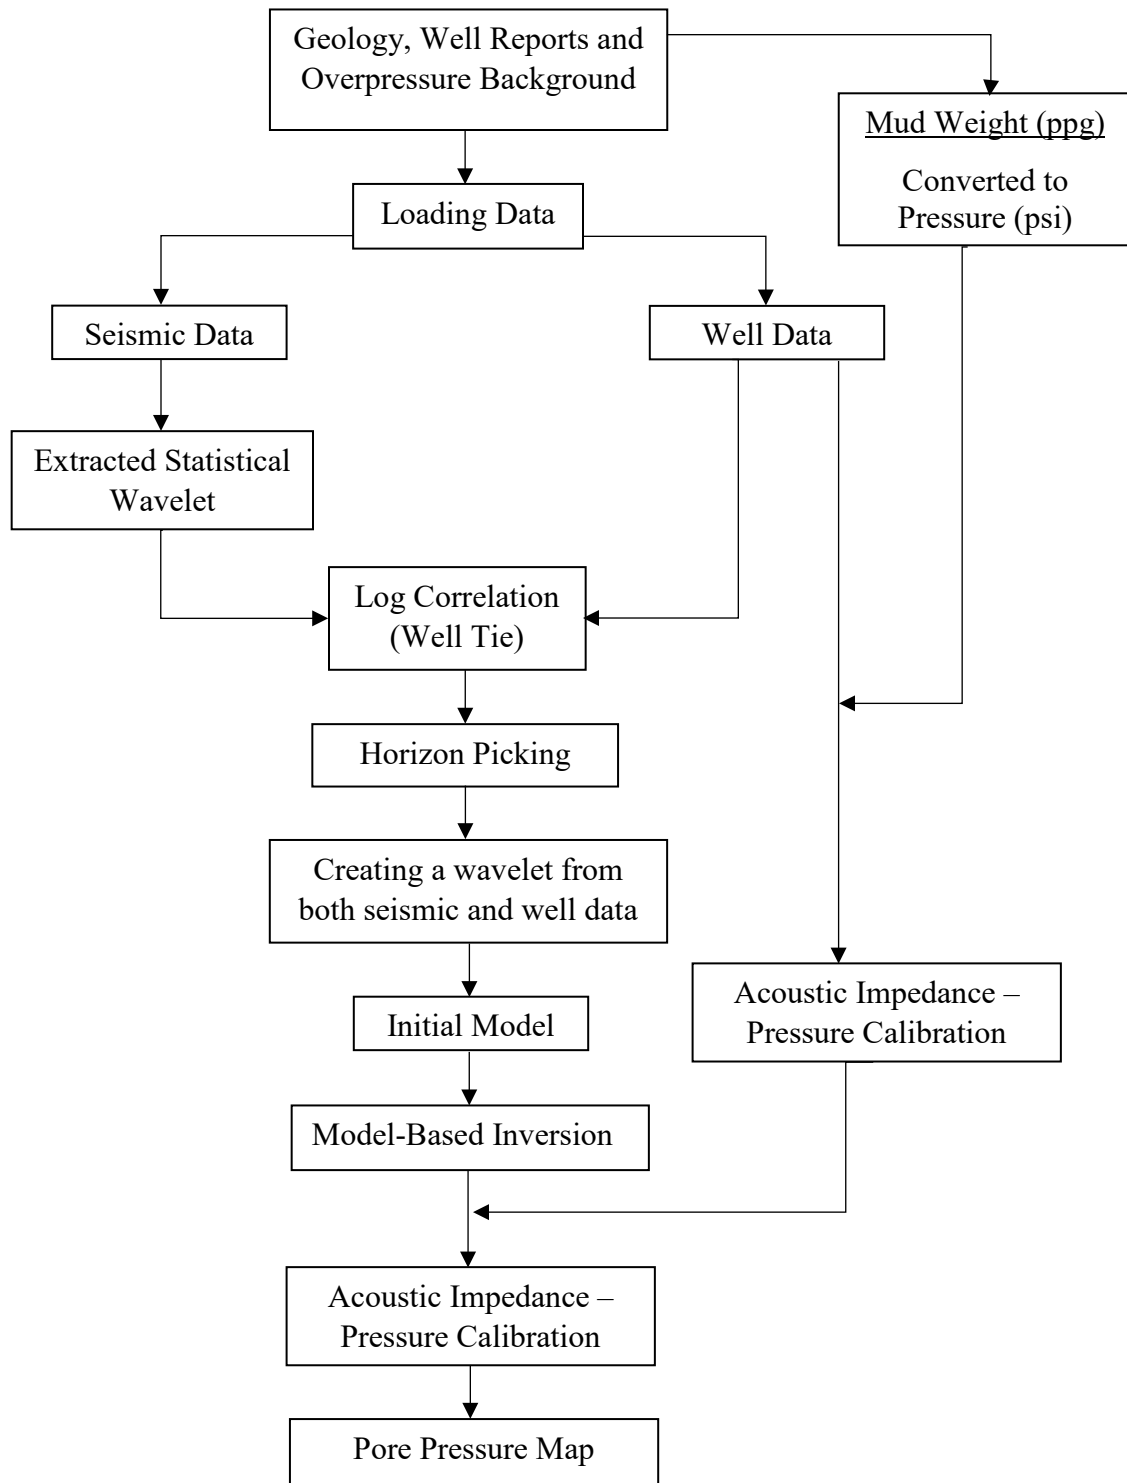 Geology, Well Reports and
Overpressure Background
Mud Weight (ppg)
Converted to
Pressure (psi)
Loading Data
Seismic Data
Well Data
Extracted Statistical
Wavelet
Log Correlation
(Well Tie)
Horizon Picking
Creating a wavelet from
both seismic and well data
Acoustic Impedance –
Pressure Calibration
Initial Model
Model-Based Inversion
Acoustic Impedance –
Pressure Calibration
Pore Pressure Map